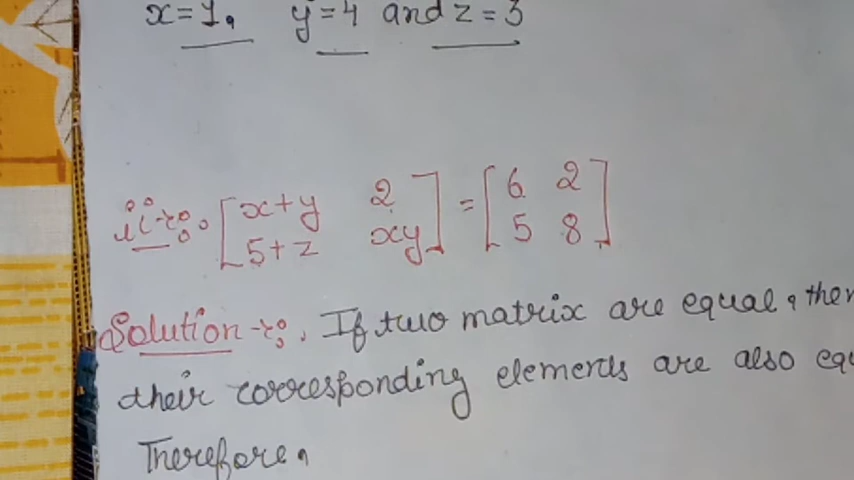 x=1, y=4 and z=3
ii→: [x+y 2] = [6 2]
[5+z xy] [5 8]
Solution→:. If two matrix are equal, then
their corresponding elements are also equ
Therefore,